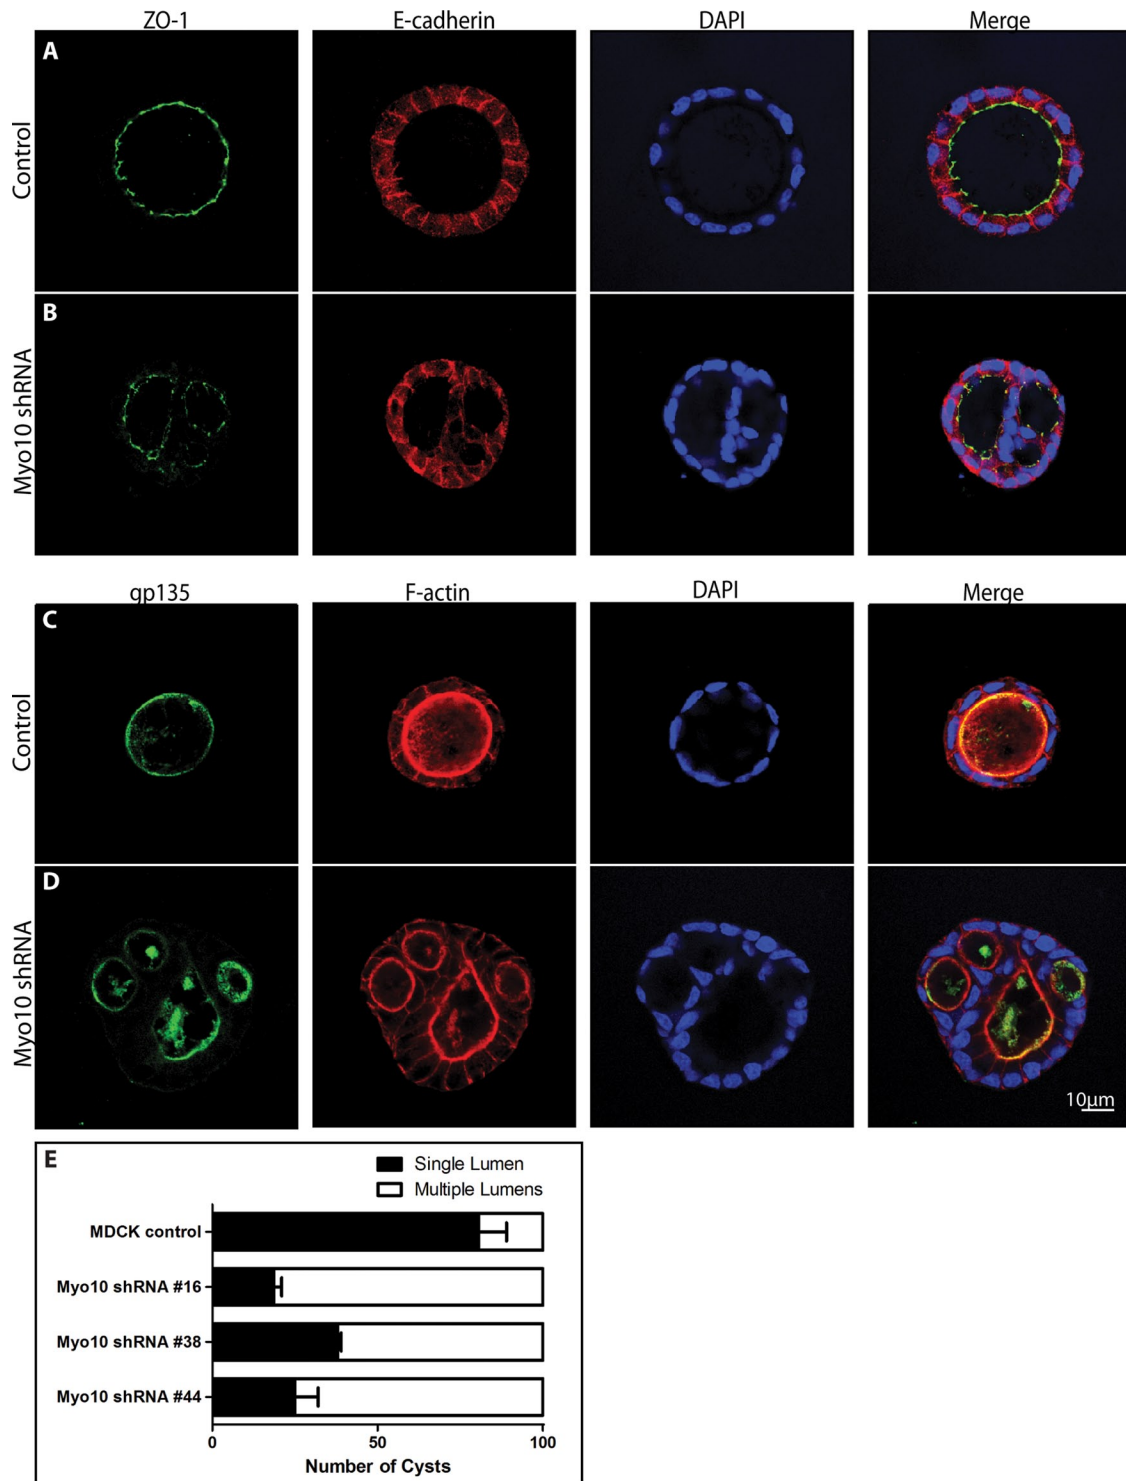 ZO-1 E-cadherin DAPI Merge
A
Control
B
Myo10 shRNA
gp135 F-actin DAPI Merge
C
Control
D
Myo10 shRNA
10μm
E
Single Lumen
Multiple Lumens
MDCK control
Myo10 shRNA #16
Myo10 shRNA #38
Myo10 shRNA #44
0 50 100
Number of Cysts